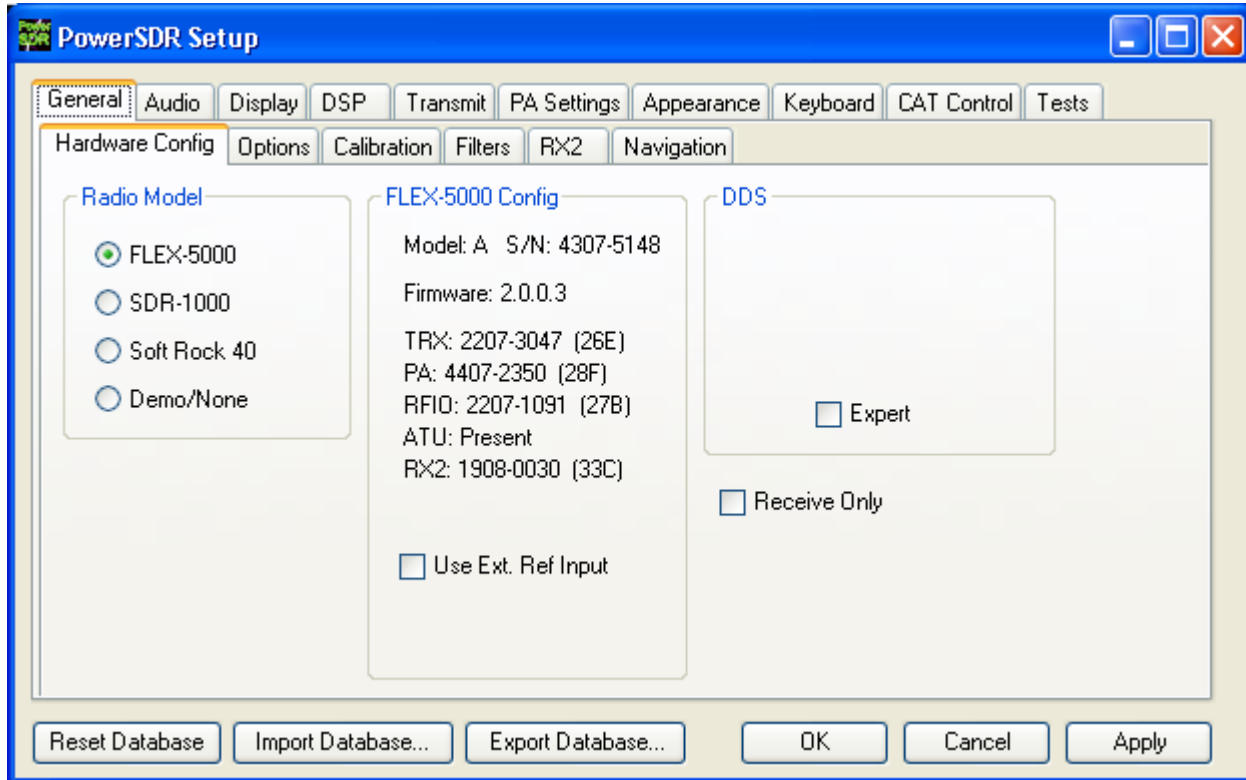 Power SDR PowerSDR Setup
General Audio Display DSP Transmit PA Settings Appearance Keyboard CAT Control Tests
Hardware Config Options Calibration Filters RX2 Navigation
Radio Model
FLEX-5000
SDR-1000
Soft Rock 40
Demo/None
FLEX-5000 Config
Model: A S/N: 4307-5148
Firmware: 2.0.0.3
TRX: 2207-3047 (26E)
PA: 4407-2350 (28F)
RFIO: 2207-1091 (27B)
ATU: Present
RX2: 1908-0030 (33C)
Use Ext. Ref Input
DDS
Expert
Receive Only
Reset Database Import Database... Export Database... OK Cancel Apply